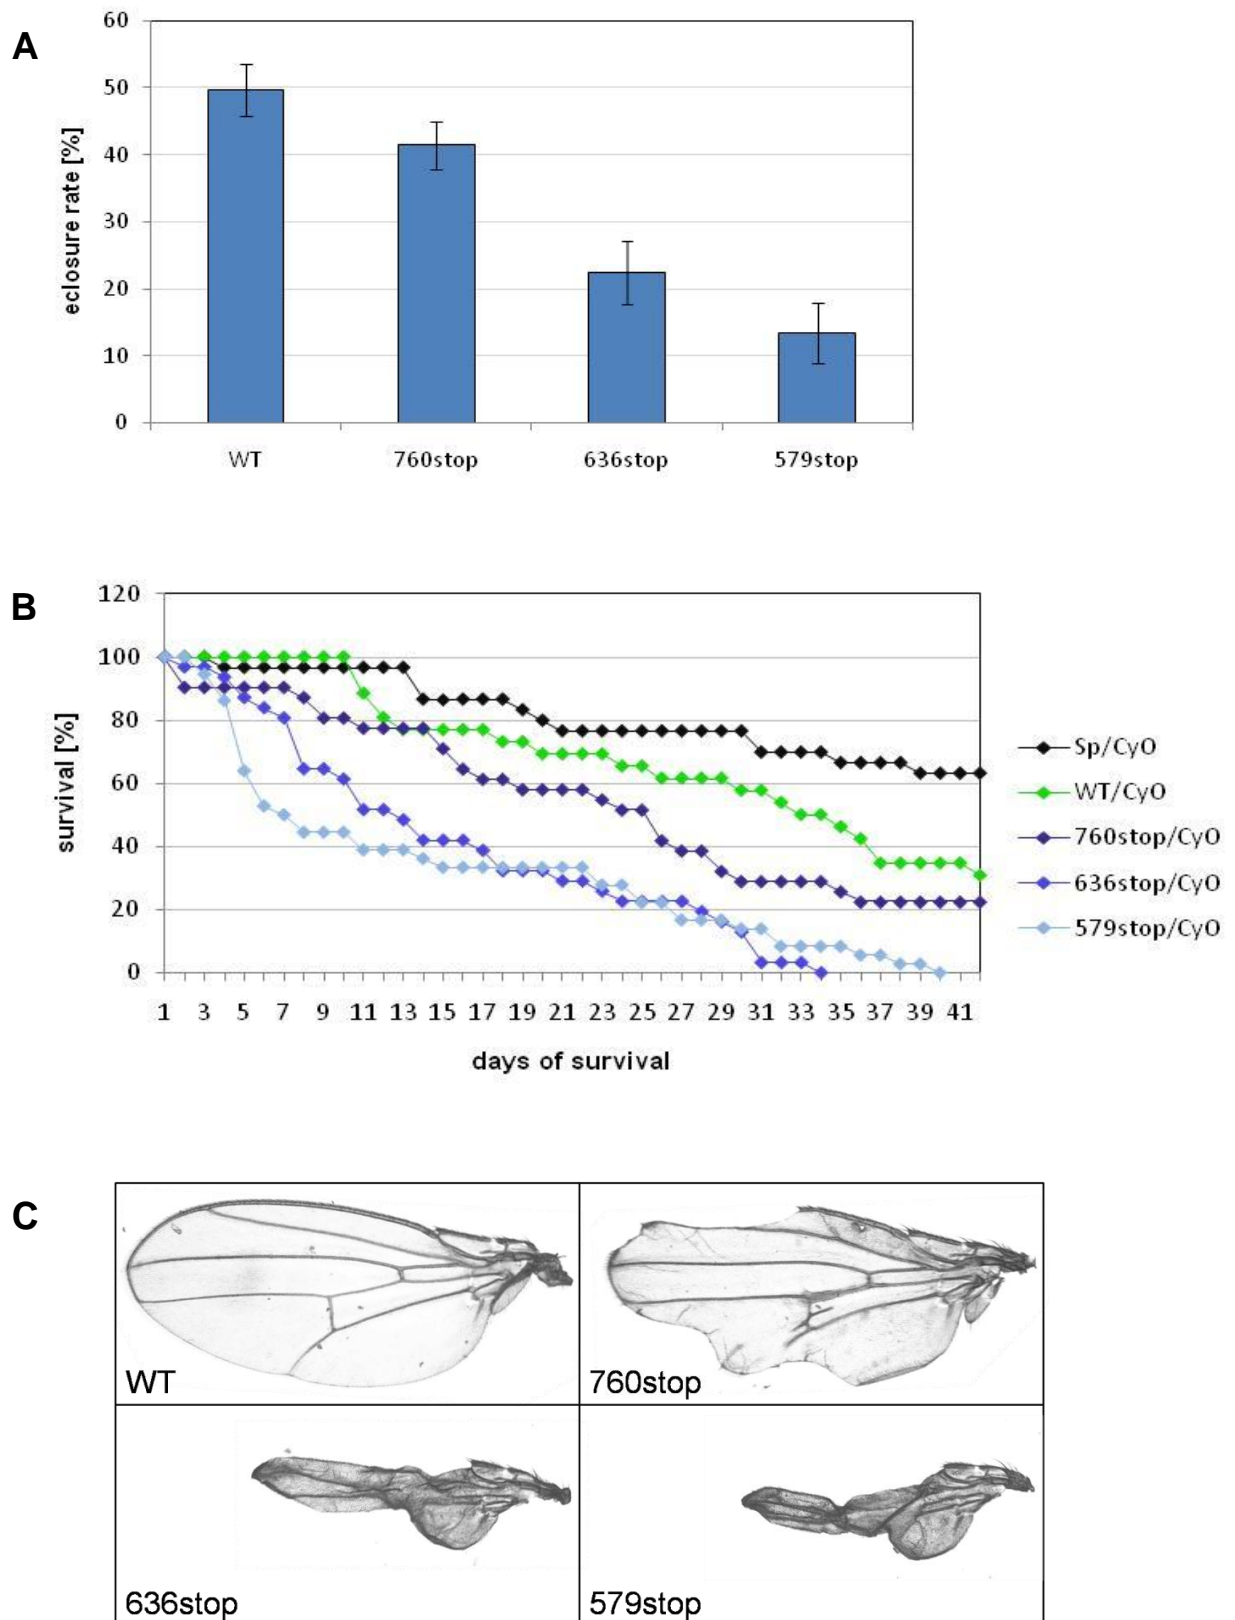 A
60
50
40
30
20
10
0
eclosure rate [%]
WT 760stop 636stop 579stop
B
120
100
80
60
40
20
0
survival [%]
1 3 5 7 9 11 13 15 17 19 21 23 25 27 29 31 33 35 37 39 41
days of survival
Sp/CyO
WT/CyO
760stop/CyO
636stop/CyO
579stop/CyO
C
WT
760stop
636stop
579stop